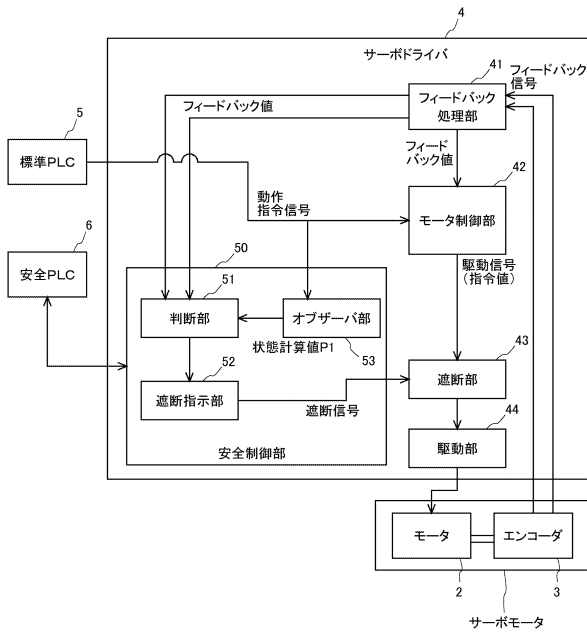 4
サーボドライバ
41
フィードバック
信号
フィードバック
処理部
フィードバック値
5
標準PLC
フィード
バック値
42
動作
指令信号
モータ制御部
6
安全PLC
50
駆動信号
(指令値)
51
判断部
オブザーバ部
状態計算値P1
53
52
遮断指示部
遮断信号
43
遮断部
安全制御部
44
駆動部
モータ
エンコーダ
2
3
サーボモータ